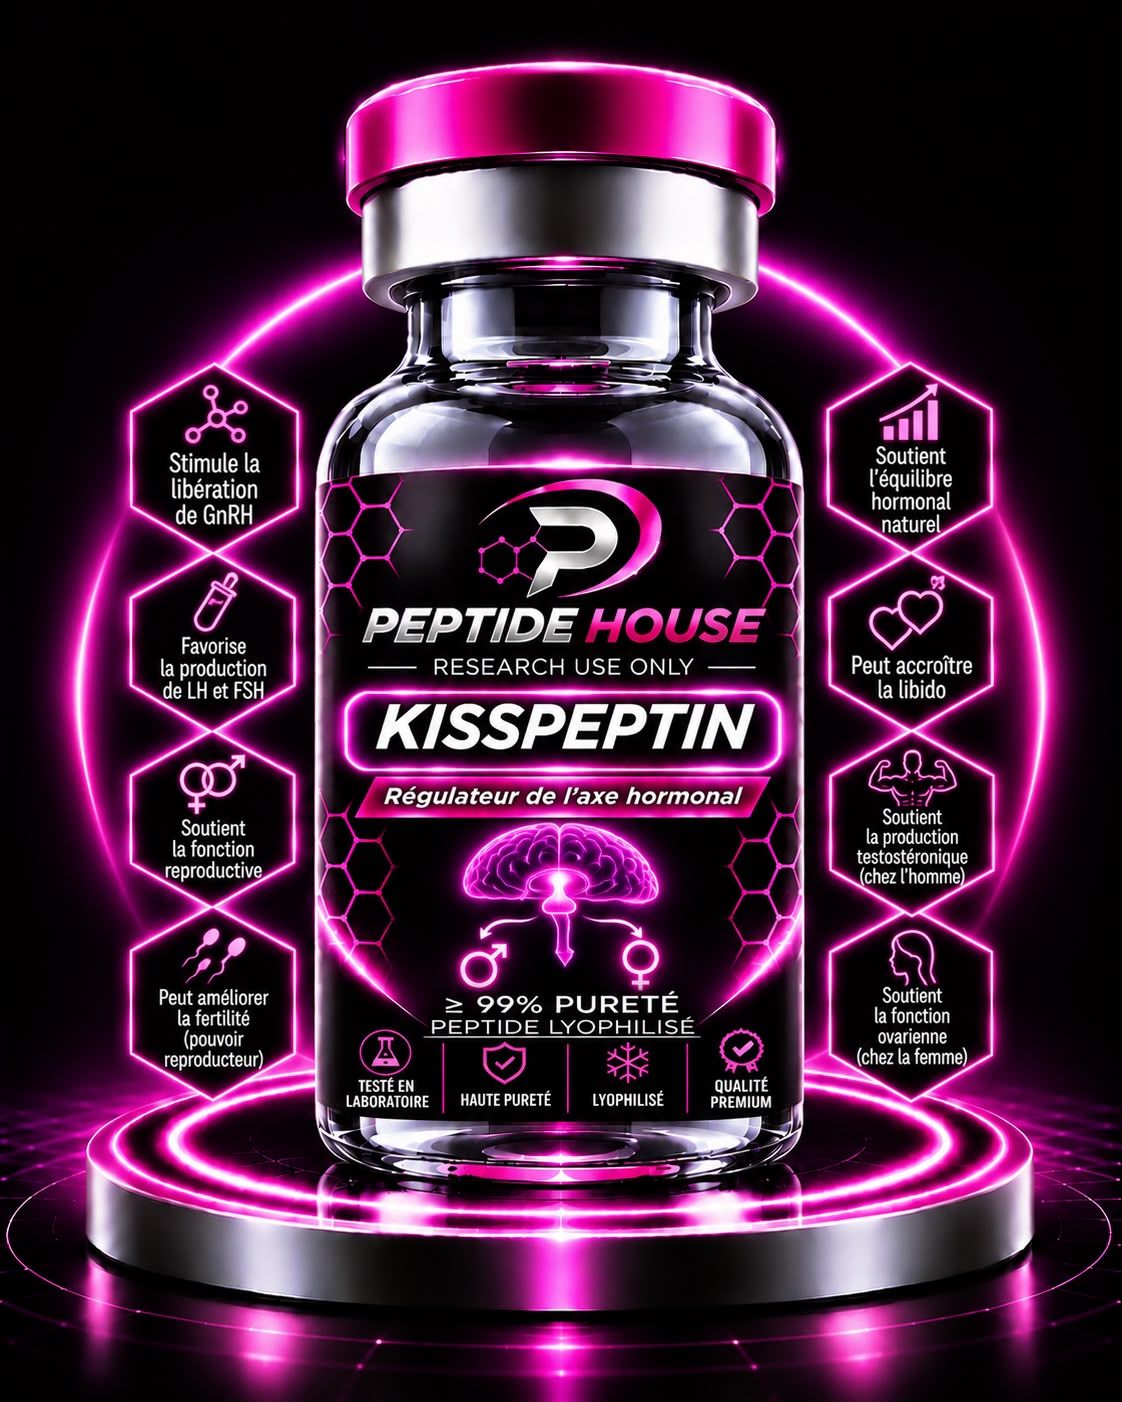 PEPTIDE HOUSE
RESEARCH USE ONLY
KISSPEPTIN
Régulateur de l'axe hormonal
≥ 99% PURETÉ
PEPTIDE LYOPHILISÉ
TESTÉ EN
LABORATOIRE
HAUTE PURETÉ
LYOPHILISÉ
QUALITÉ
PREMIUM
Stimule la
libération
de GnRH
Favorise
la production
de LH et FSH
Soutient
la fonction
reproductive
Peut améliorer
la fertilité
(pouvoir
reproducteur)
Soutient
l'équilibre
hormonal
naturel
Peut accroître
la libido
Soutient
la production
testostéronique
(chez l'homme)
Soutient
la fonction
ovarienne
(chez la femme)